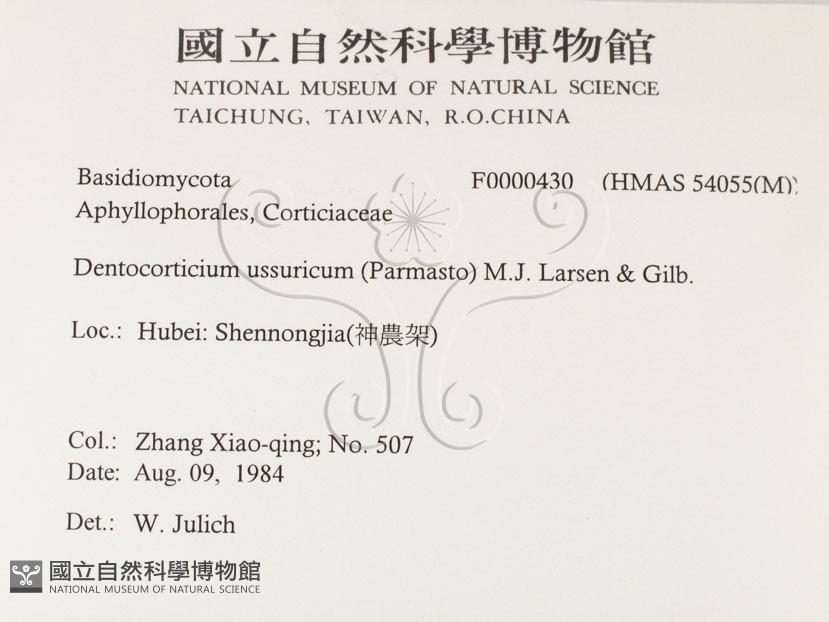 國立自然科學博物館
NATIONAL MUSEUM OF NATURAL SCIENCE
TAICHUNG, TAIWAN, R.O.CHINA
Basidiomycota F0000430 (HMAS 54055(M))
Aphyllophorales, Corticiaceae
Dentocorticium ussuricum (Parmasto) M.J. Larsen & Gilb.
Loc.: Hubei: Shennongjia(神農架)
Col.: Zhang Xiao-qing; No. 507
Date: Aug. 09, 1984
Det.: W. Julich
國立自然科學博物館
NATIONAL MUSEUM OF NATURAL SCIENCE